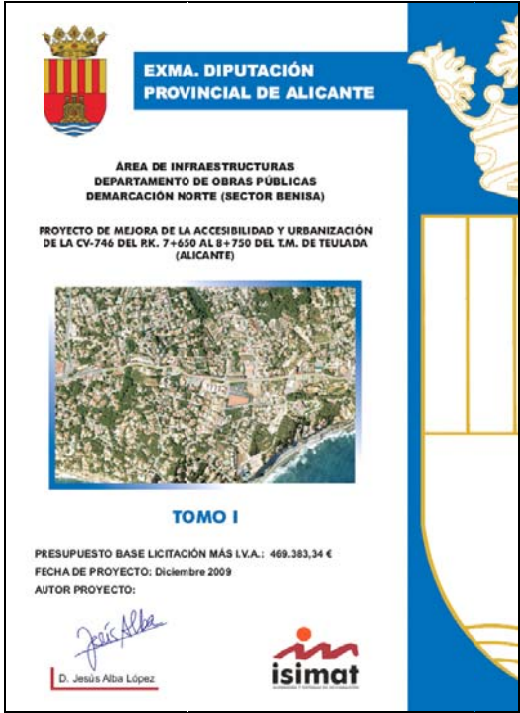 EXMA. DIPUTACIÓN
PROVINCIAL DE ALICANTE
ÁREA DE INFRAESTRUCTURAS
DEPARTAMENTO DE OBRAS PÚBLICAS
DEMARCACIÓN NORTE (SECTOR BENISA)
PROYECTO DE MEJORA DE LA ACCESIBILIDAD Y URBANIZACIÓN
DE LA CV-746 DEL P.K. 7+650 AL 8+750 DEL T.M. DE TEULADA
(ALICANTE)
TOMO I
PRESUPUESTO BASE LICITACIÓN MÁS I.V.A.: 469.383,34 €
FECHA DE PROYECTO: Diciembre 2009
AUTOR PROYECTO:
Jesús Alba
D. Jesús Alba López
isimat